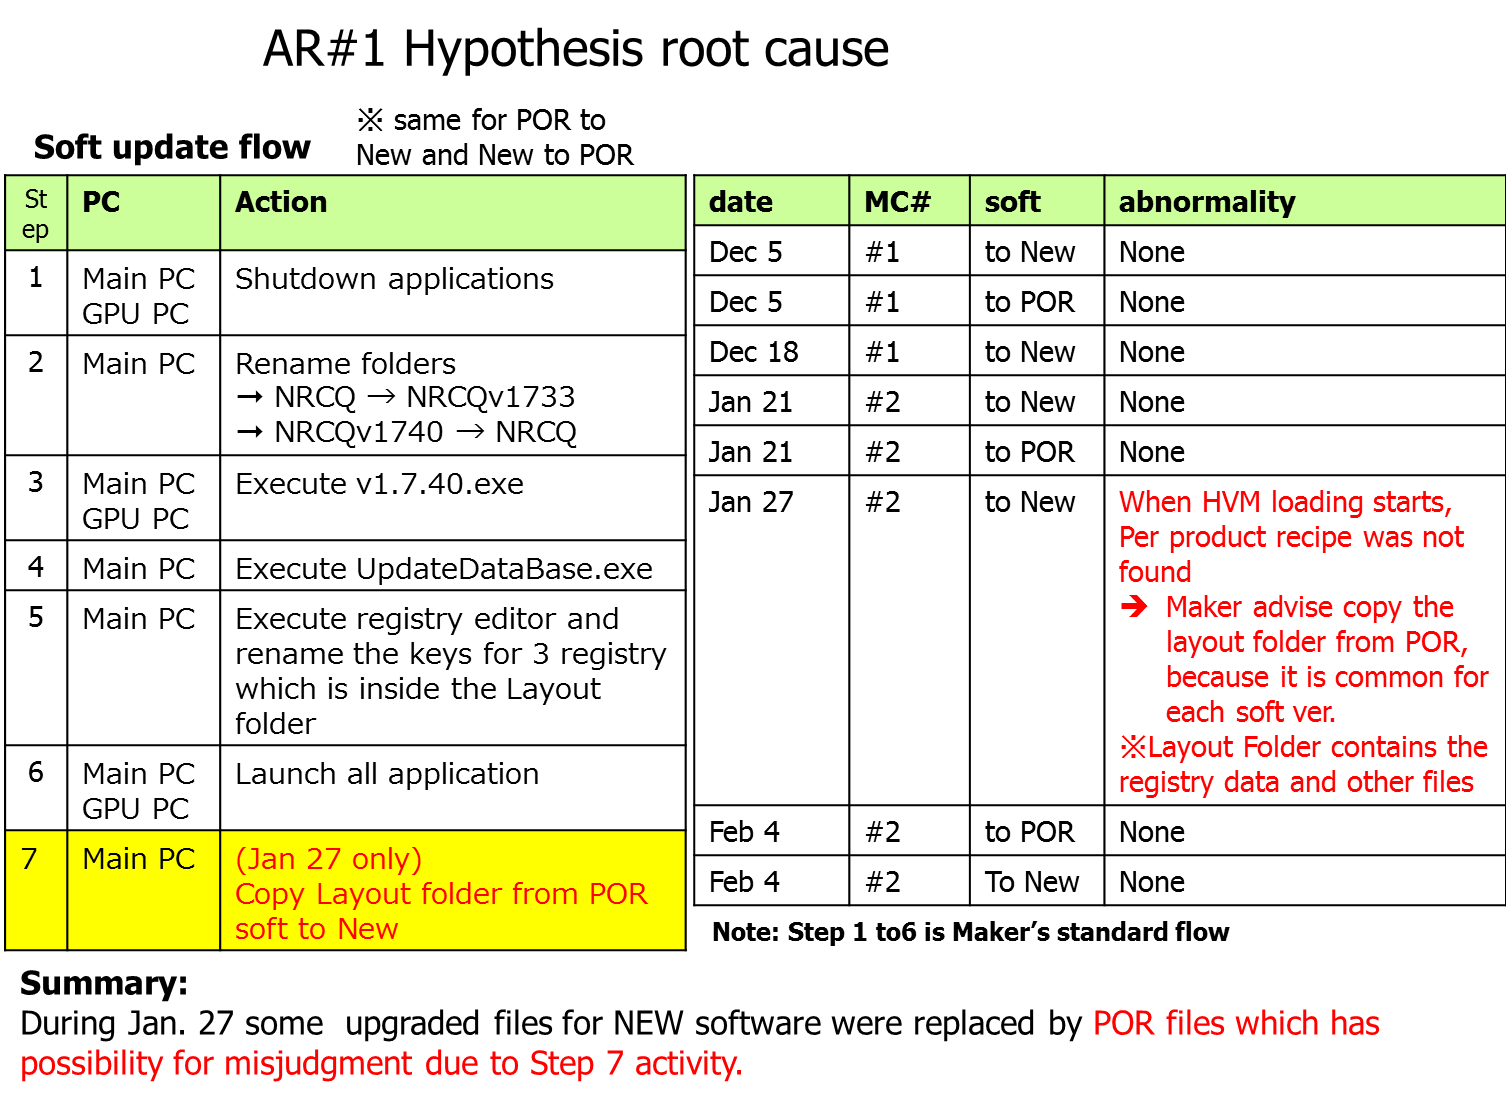 AR#1 Hypothesis root cause
Soft update flow
※ same for POR to
New and New to POR
St
ep
PC
Action
1
Main PC
GPU PC
Shutdown applications
2
Main PC
Rename folders
→ NRCQ → NRCQv1733
→ NRCQv1740 → NRCQ
3
Main PC
GPU PC
Execute v1.7.40.exe
4
Main PC
Execute UpdateDataBase.exe
5
Main PC
Execute registry editor and
rename the keys for 3 registry
which is inside the Layout
folder
6
Main PC
GPU PC
Launch all application
7
Main PC
(Jan 27 only)
Copy Layout folder from POR
soft to New
date
MC#
soft
abnormality
Dec 5
#1
to New
None
Dec 5
#1
to POR
None
Dec 18
#1
to New
None
Jan 21
#2
to New
None
Jan 21
#2
to POR
None
Jan 27
#2
to New
When HVM loading starts,
Per product recipe was not
found
➔ Maker advise copy the
layout folder from POR,
because it is common for
each soft ver.
※Layout Folder contains the
registry data and other files
Feb 4
#2
to POR
None
Feb 4
#2
To New
None
Note: Step 1 to6 is Maker's standard flow
Summary:
During Jan. 27 some upgraded files for NEW software were replaced by POR files which has
possibility for misjudgment due to Step 7 activity.